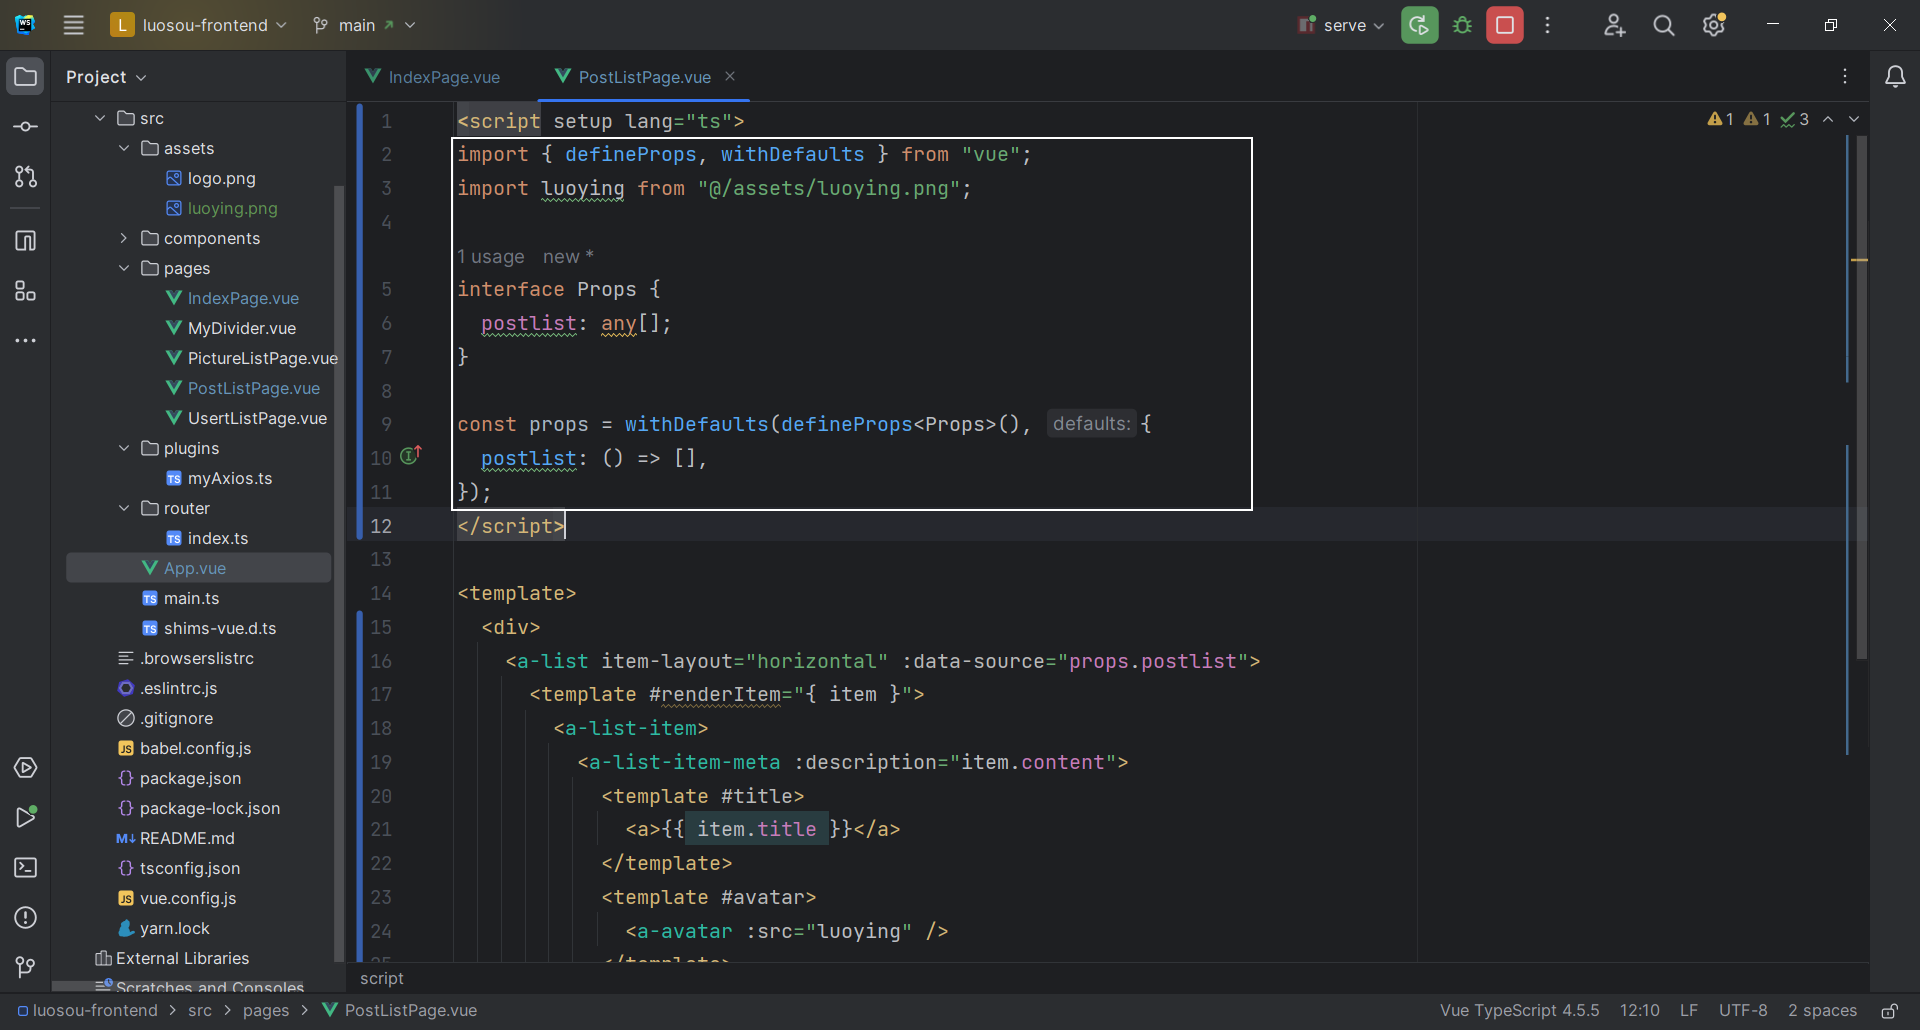 L luosou-frontend main serve
Project
IndexPage.vue PostListPage.vue
src
assets
logo.png
luoying.png
components
pages
IndexPage.vue
MyDivider.vue
PictureListPage.vue
PostListPage.vue
UsertListPage.vue
plugins
TS myAxios.ts
router
TS index.ts
App.vue
TS main.ts
TS shims-vue.d.ts
.browserslistrc
.eslintrc.js
.gitignore
JS babel.config.js
{} package.json
{} package-lock.json
M↓ README.md
{} tsconfig.json
JS vue.config.js
yarn.lock
External Libraries
Scratches and Consoles
1 <script setup lang="ts">
1 1 3
2 import { defineProps, withDefaults } from "vue";
3 import luoying from "@/assets/luoying.png";
4
1 usage new *
5 interface Props {
6 postlist: any[];
7 }
8
9 const props = withDefaults(defineProps<Props>(), defaults: {
10 postlist: () => [],
11 });
12 </script>
13
14 <template>
15 <div>
16 <a-list item-layout="horizontal" :data-source="props.postlist">
17 <template #renderItem="{ item }">
18 <a-list-item>
19 <a-list-item-meta :description="item.content">
20 <template #title>
21 <a>{{ item.title }}</a>
22 </template>
23 <template #avatar>
24 <a-avatar :src="luoying" />
25 </template>
script
luosou-frontend > src > pages > PostListPage.vue
Vue TypeScript 4.5.5 12:10 LF UTF-8 2 spaces